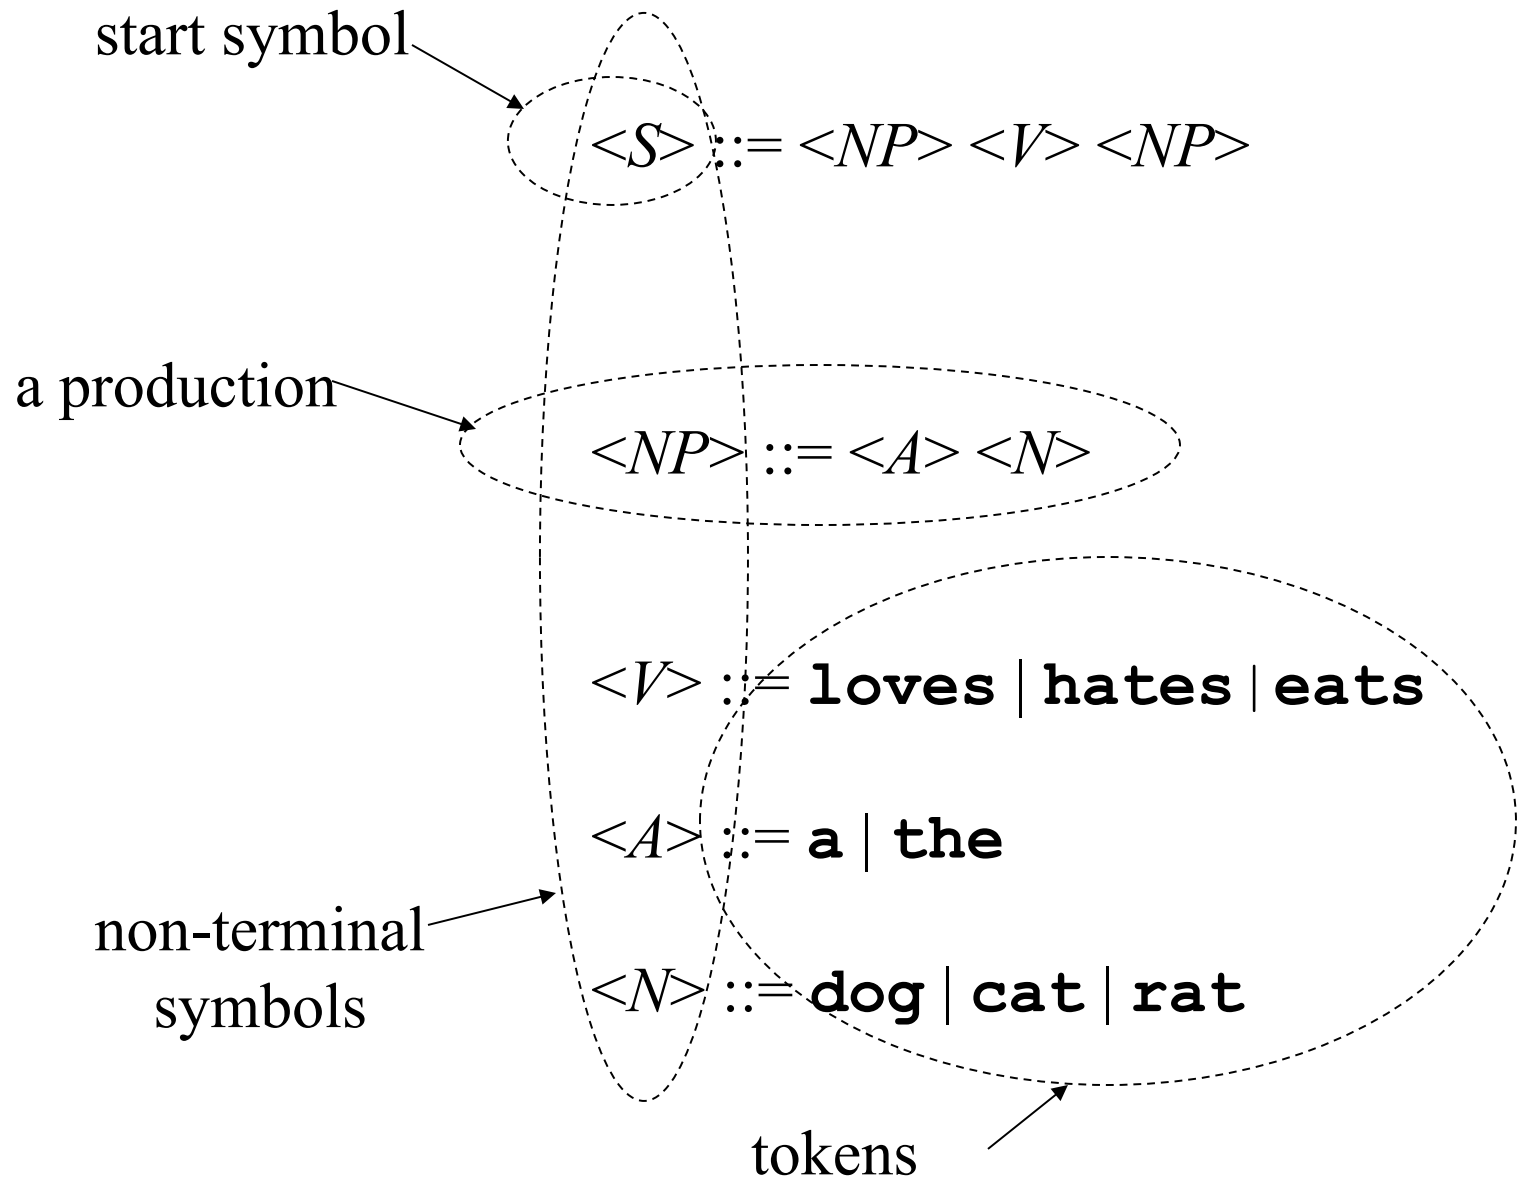 start symbol
<S> ::= <NP> <V> <NP>
a production
<NP> ::= <A> <N>
<V> ::= loves | hates | eats
<A> ::= a | the
non-terminal
symbols
<N> ::= dog | cat | rat
tokens